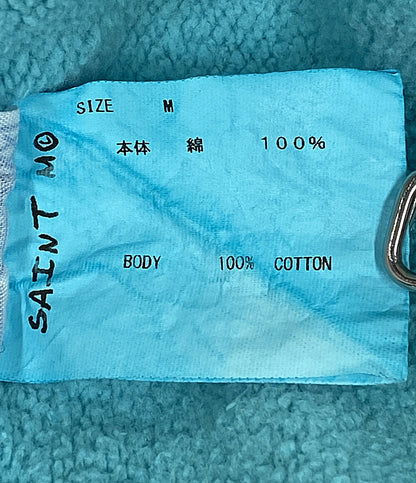 SIZE M
本体 綿 １００％
BODY 100% COTTON
SAINT MO